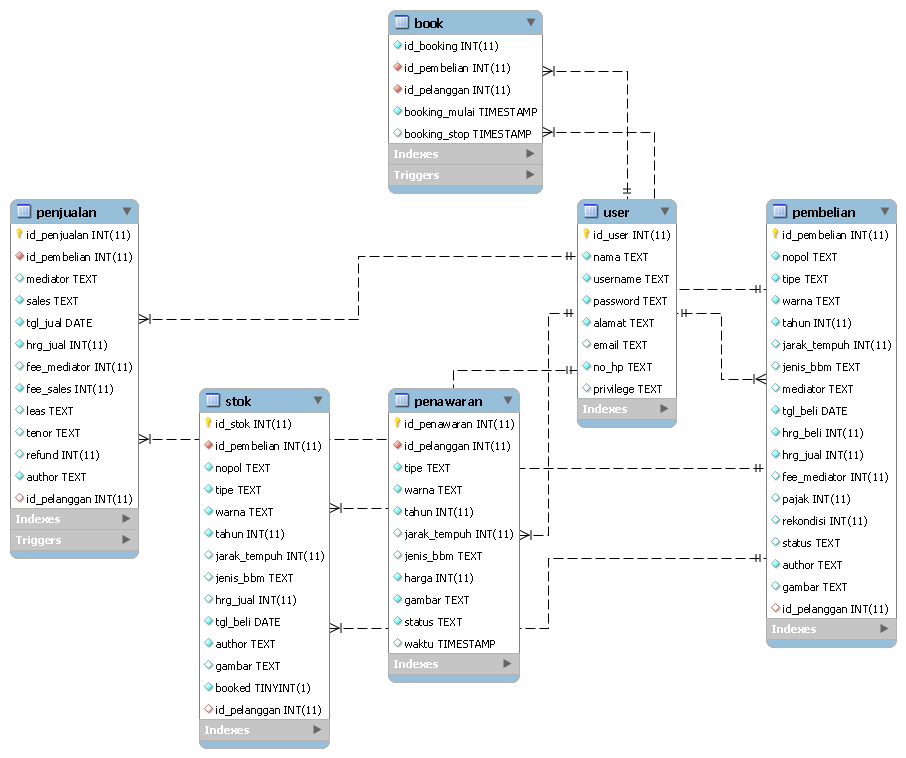 book
id_booking INT(11)
id_pembelian INT(11)
id_pelanggan INT(11)
booking_mulai TIMESTAMP
booking_stop TIMESTAMP
Indexes
Triggers
penjualan
id_penjualan INT(11)
id_pembelian INT(11)
mediator TEXT
sales TEXT
tgl_jual DATE
hrg_jual INT(11)
fee_mediator INT(11)
fee_sales INT(11)
leas TEXT
tenor TEXT
refund INT(11)
author TEXT
id_pelanggan INT(11)
Indexes
Triggers
user
id_user INT(11)
nama TEXT
username TEXT
password TEXT
alamat TEXT
email TEXT
no_hp TEXT
privilege TEXT
Indexes
pembelian
id_pembelian INT(11)
nopol TEXT
tipe TEXT
warna TEXT
tahun INT(11)
jarak_tempuh INT(11)
jenis_bbm TEXT
mediator TEXT
tgl_beli DATE
hrg_beli INT(11)
hrg_jual INT(11)
fee_mediator INT(11)
pajak INT(11)
rekondisi INT(11)
status TEXT
author TEXT
gambar TEXT
id_pelanggan INT(11)
Indexes
stok
id_stok INT(11)
id_pembelian INT(11)
nopol TEXT
tipe TEXT
warna TEXT
tahun INT(11)
jarak_tempuh INT(11)
jenis_bbm TEXT
hrg_jual INT(11)
tgl_beli DATE
author TEXT
gambar TEXT
booked TINYINT(1)
id_pelanggan INT(11)
Indexes
penawaran
id_penawaran INT(11)
id_pelanggan INT(11)
tipe TEXT
warna TEXT
tahun INT(11)
jarak_tempuh INT(11)
jenis_bbm TEXT
harga INT(11)
gambar TEXT
status TEXT
waktu TIMESTAMP
Indexes